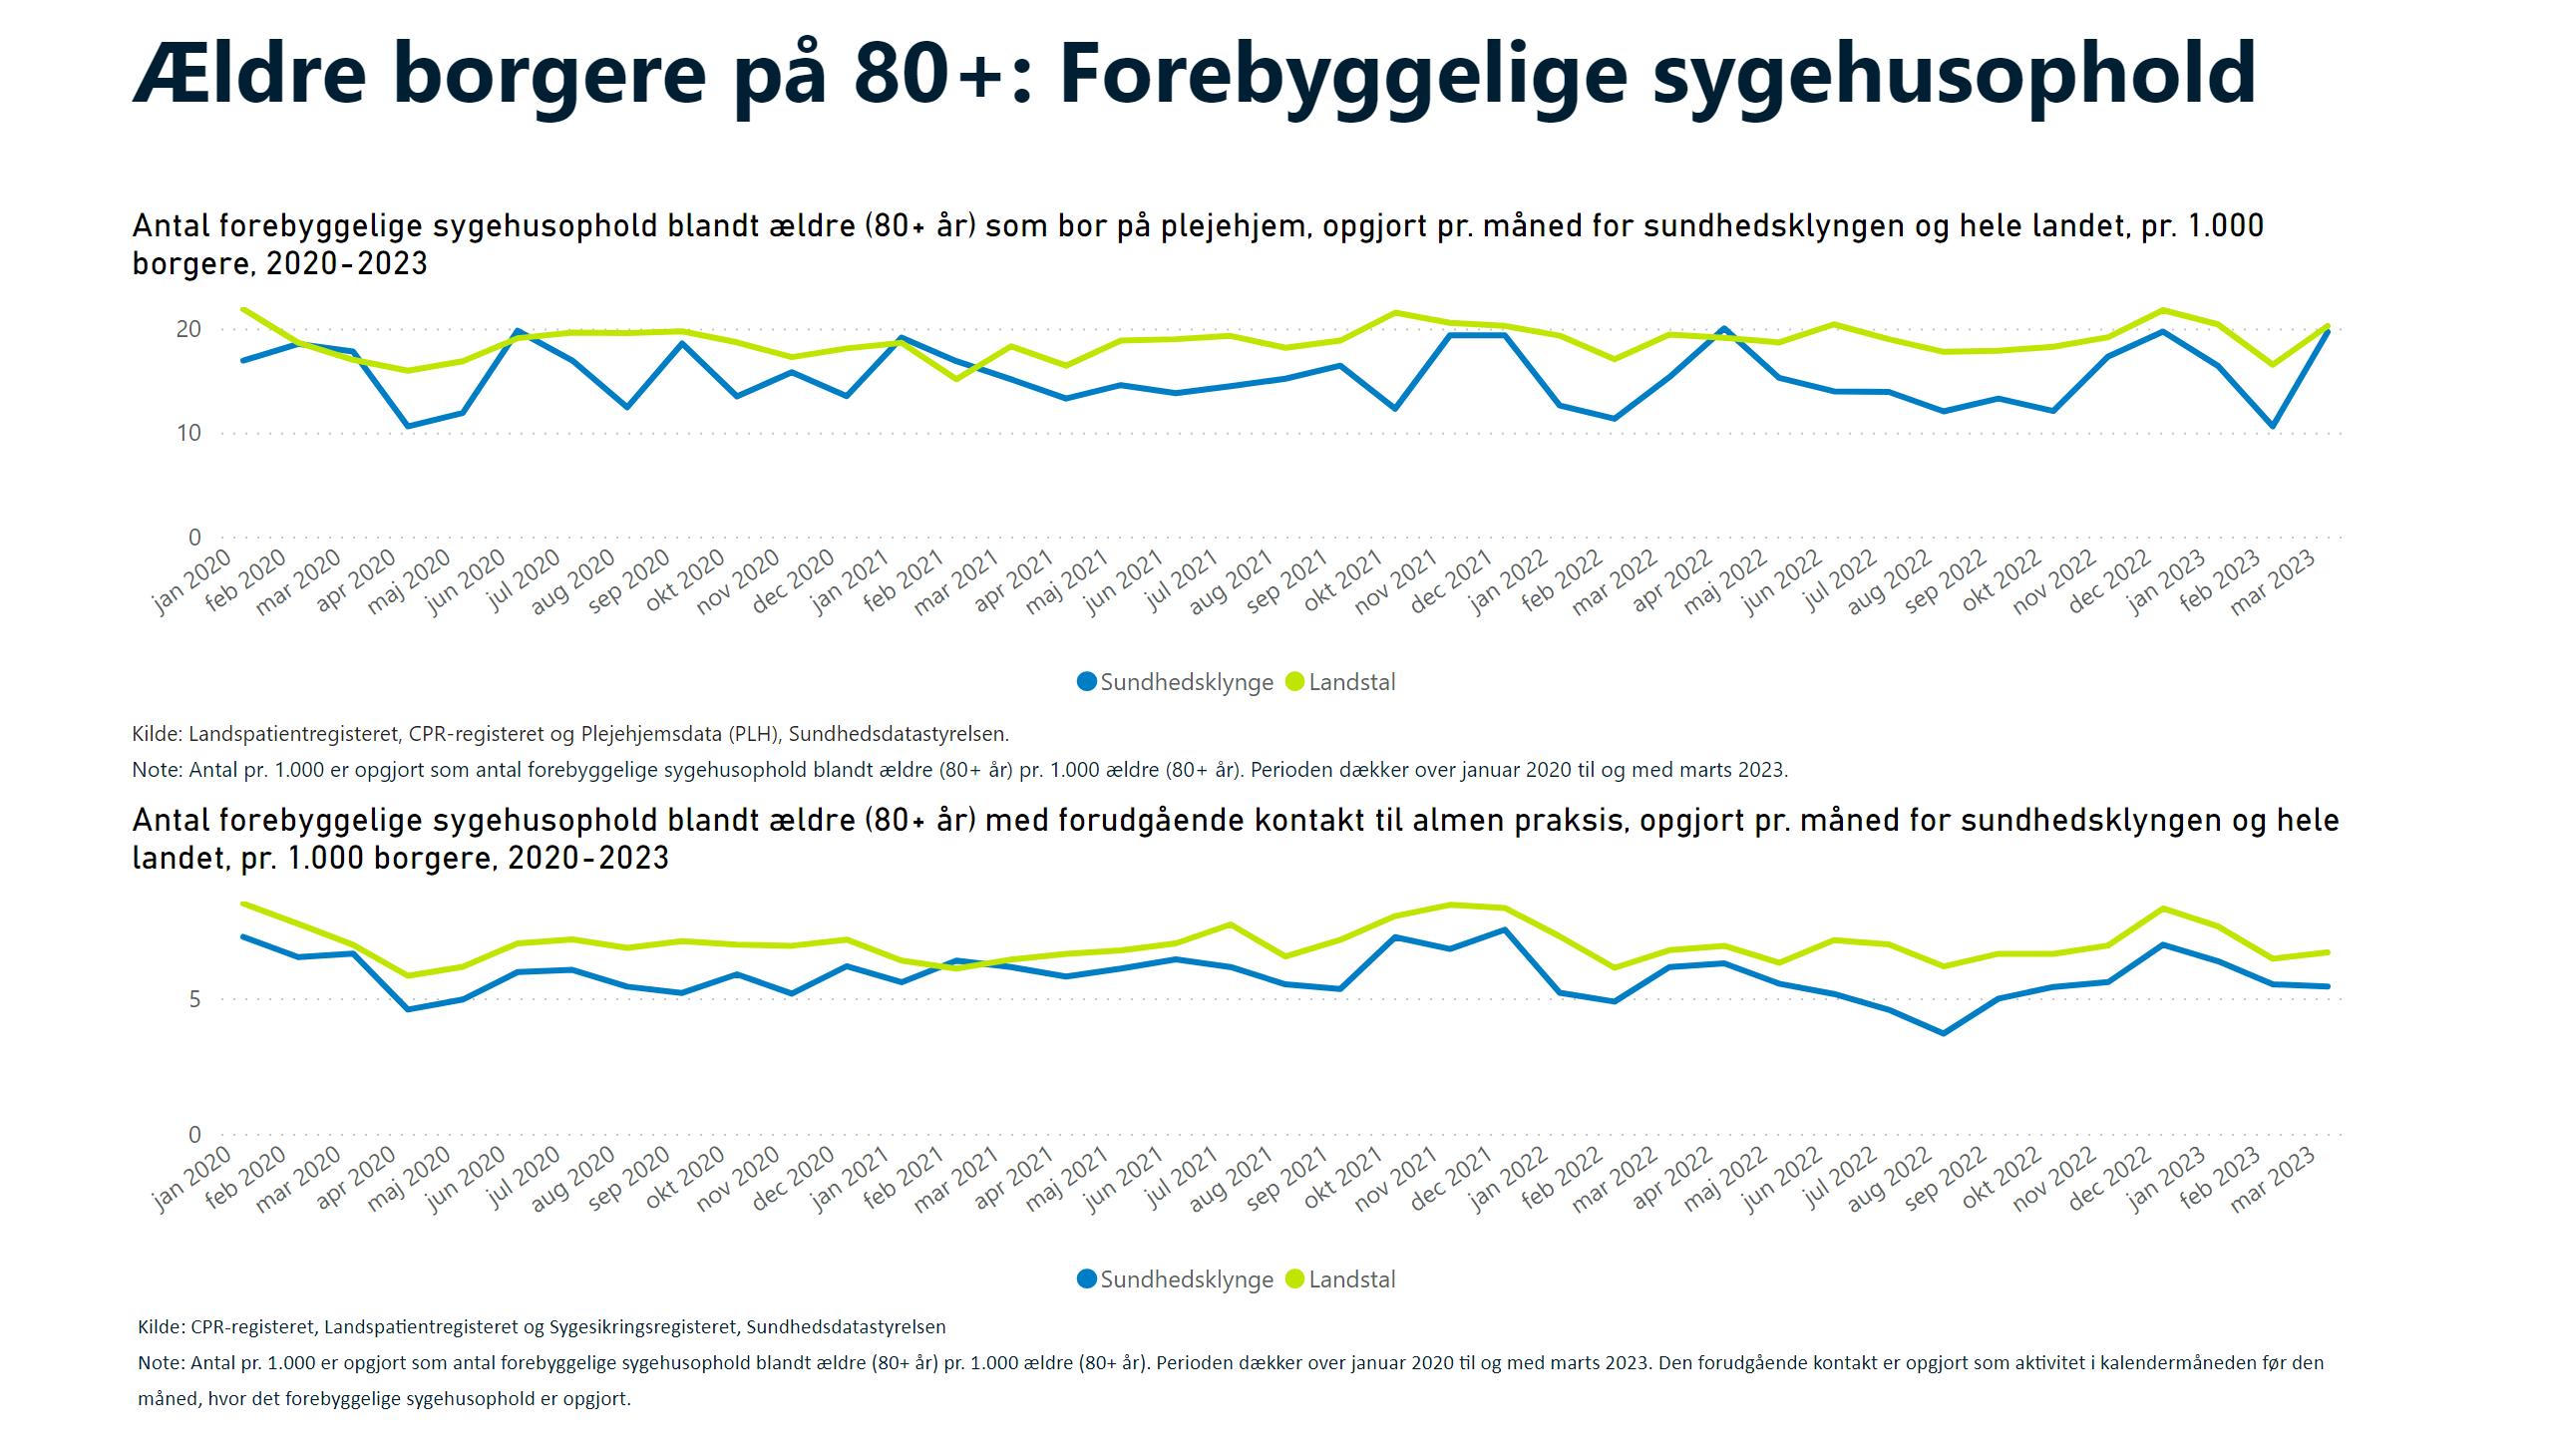 Ældre borgere på 80+: Forebyggelige sygehusophold
Antal forebyggelige sygehusophold blandt ældre (80+ år) som bor på plejehjem, opgjort pr. måned for sundhedsklyngen og hele landet, pr. 1.000
borgere, 2020-2023
20
10
0
jan 2020 feb 2020 mar 2020 apr 2020 maj 2020 jun 2020 jul 2020 aug 2020 sep 2020 okt 2020 nov 2020 dec 2020 jan 2021 feb 2021 mar 2021 apr 2021 maj 2021 jun 2021 jul 2021 aug 2021 sep 2021 okt 2021 nov 2021 dec 2021 jan 2022 feb 2022 mar 2022 apr 2022 maj 2022 jun 2022 jul 2022 aug 2022 sep 2022 okt 2022 nov 2022 dec 2022 jan 2023 feb 2023 mar 2023
Sundhedsklynge Landstal
Kilde: Landspatientregisteret, CPR-registeret og Plejehjemsdata (PLH), Sundhedsdatastyrelsen.
Note: Antal pr. 1.000 er opgjort som antal forebyggelige sygehusophold blandt ældre (80+ år) pr. 1.000 ældre (80+ år). Perioden dækker over januar 2020 til og med marts 2023.
Antal forebyggelige sygehusophold blandt ældre (80+ år) med forudgående kontakt til almen praksis, opgjort pr. måned for sundhedsklyngen og hele
landet, pr. 1.000 borgere, 2020-2023
5
0
jan 2020 feb 2020 mar 2020 apr 2020 maj 2020 jun 2020 jul 2020 aug 2020 sep 2020 okt 2020 nov 2020 dec 2020 jan 2021 feb 2021 mar 2021 apr 2021 maj 2021 jun 2021 jul 2021 aug 2021 sep 2021 okt 2021 nov 2021 dec 2021 jan 2022 feb 2022 mar 2022 apr 2022 maj 2022 jun 2022 jul 2022 aug 2022 sep 2022 okt 2022 nov 2022 dec 2022 jan 2023 feb 2023 mar 2023
Sundhedsklynge Landstal
Kilde: CPR-registeret, Landspatientregisteret og Sygesikringsregisteret, Sundhedsdatastyrelsen
Note: Antal pr. 1.000 er opgjort som antal forebyggelige sygehusophold blandt ældre (80+ år) pr. 1.000 ældre (80+ år). Perioden dækker over januar 2020 til og med marts 2023. Den forudgående kontakt er opgjort som aktivitet i kalendermåneden før den
måned, hvor det forebyggelige sygehusophold er opgjort.